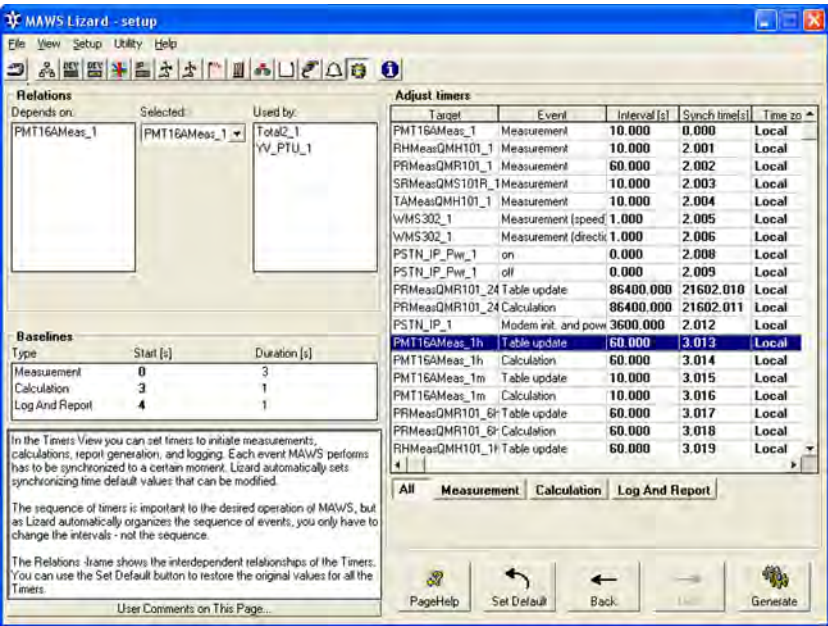 MAWS Lizard - setup
File View Setup Utility Help
Relations
Depends on: Selected: Used by:
PMT16AMeas_1 PMT16AMeas_1 Total2_1
YV_PTU_1
Baselines
Type Start [s] Duration [s]
Measurement 0 3
Calculation 3 1
Log And Report 4 1
In the Timers View you can set timers to initiate measurements,
calculations, report generation, and logging. Each event MAWS performs
has to be synchronized to a certain moment. Lizard automatically sets
synchronizing time default values that can be modified.
The sequence of timers is important to the desired operation of MAWS, but
as Lizard automatically organizes the sequence of events, you only have to
change the intervals - not the sequence.
The Relations -frame shows the interdependent relationships of the Timers.
You can use the Set Default button to restore the original values for all the
Timers.
User Comments on This Page...
Adjust timers
Target Event Interval [s] Synch time[s] Time zo
PMT16AMeas_1 Measurement 10.000 0.000 Local
RHMeasQMH101_1 Measurement 10.000 2.001 Local
PRMeasQMR101_1 Measurement 60.000 2.002 Local
SRMeasQMS101R_1 Measurement 10.000 2.003 Local
TAMeasQMH101_1 Measurement 10.000 2.004 Local
WMS302_1 Measurement (speed) 1.000 2.005 Local
WMS302_1 Measurement (directic 1.000 2.006 Local
PSTN_IP_Pwr_1 on 0.000 2.008 Local
PSTN_IP_Pwr_1 off 0.000 2.009 Local
PRMeasQMR101_24 Table update 86400.000 21602.010 Local
PRMeasQMR101_24 Calculation 86400.000 21602.011 Local
PSTN_IP_1 Modem init. and powe 3600.000 2.012 Local
PMT16AMeas_1h Table update 60.000 3.013 Local
PMT16AMeas_1h Calculation 60.000 3.014 Local
PMT16AMeas_1m Table update 10.000 3.015 Local
PMT16AMeas_1m Calculation 10.000 3.016 Local
PRMeasQMR101_6h Table update 60.000 3.017 Local
PRMeasQMR101_6h Calculation 60.000 3.018 Local
RHMeasQMH101_1h Table update 60.000 3.019 Local
All Measurement Calculation Log And Report
PageHelp Set Default Back Generate